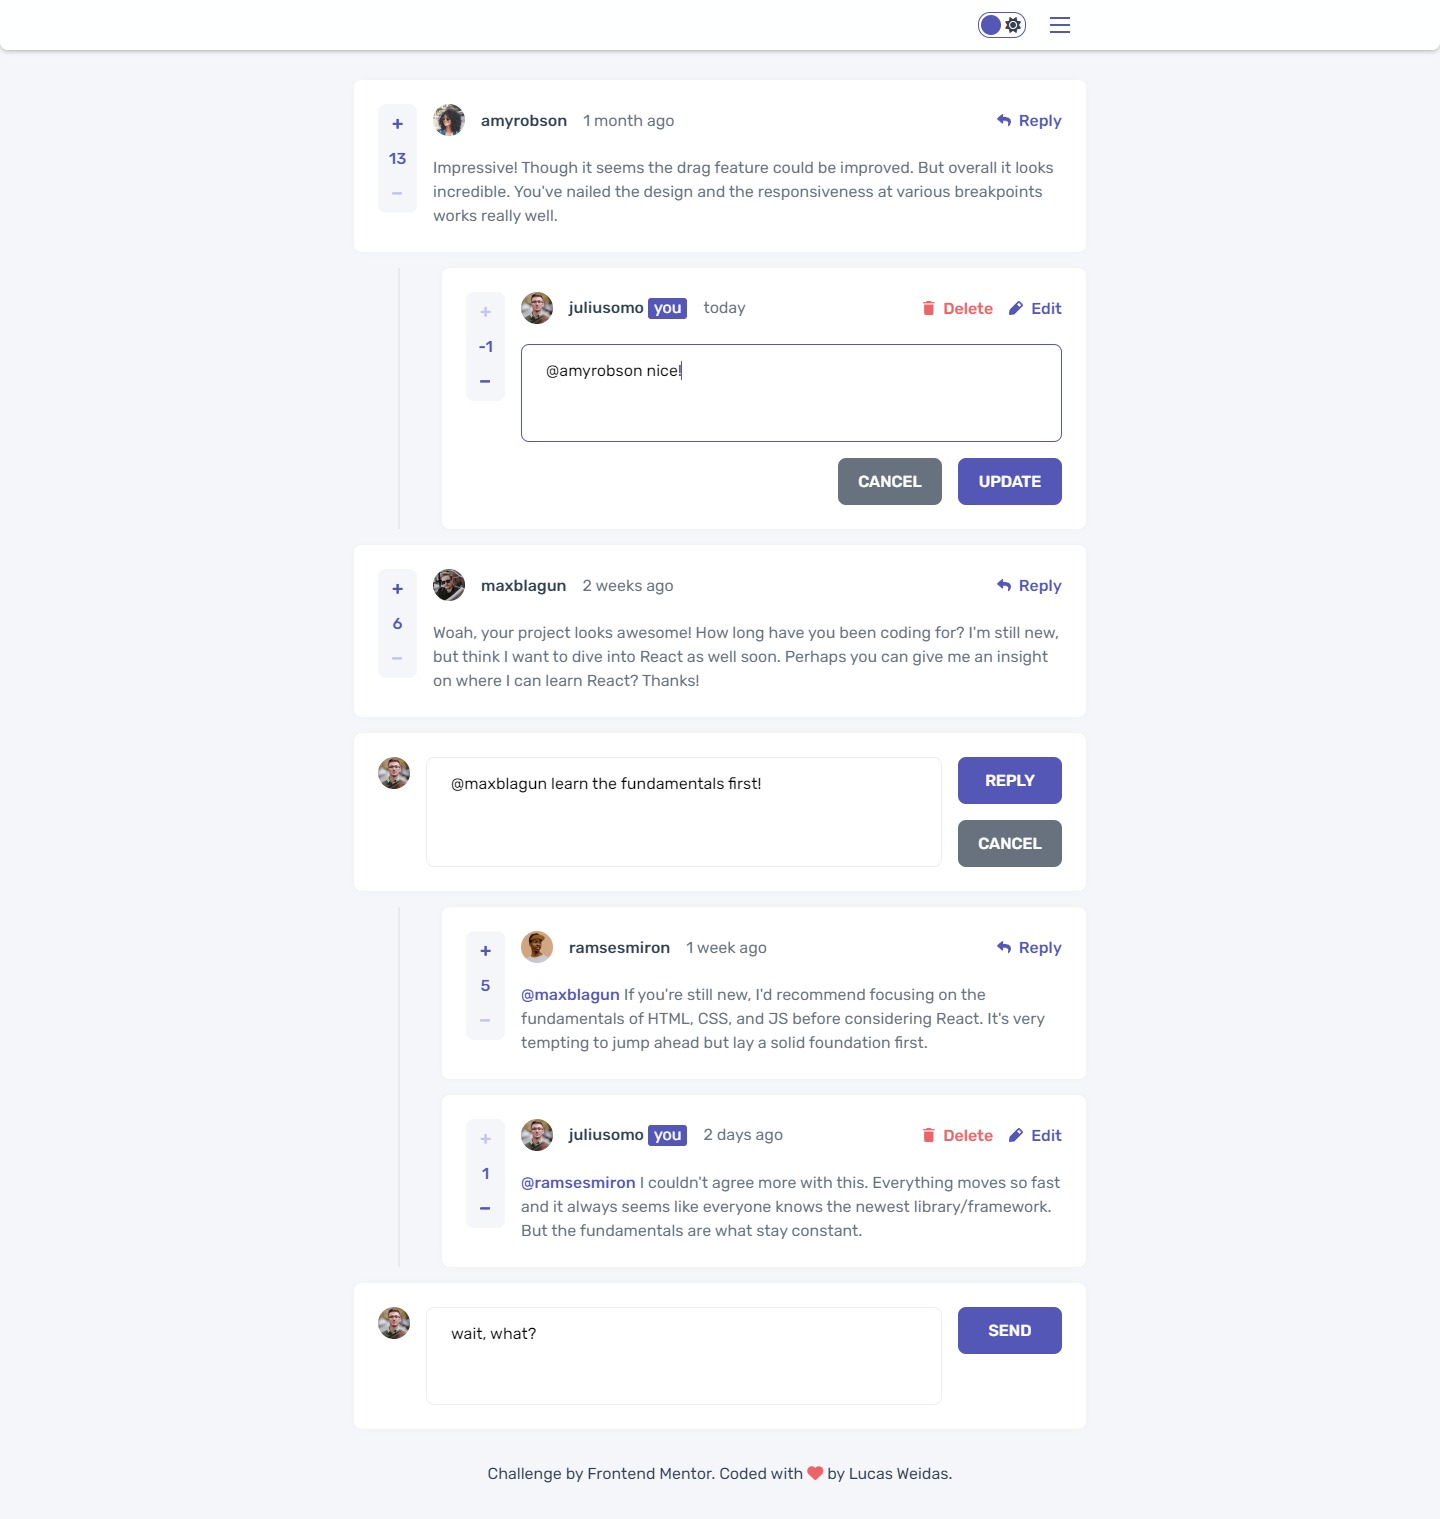 +
13
−
amyrobson 1 month ago Reply
Impressive! Though it seems the drag feature could be improved. But overall it looks
incredible. You've nailed the design and the responsiveness at various breakpoints
works really well.
+
-1
−
juliusomo you today Delete Edit
@amyrobson nice!
CANCEL UPDATE
+
6
−
maxblagun 2 weeks ago Reply
Woah, your project looks awesome! How long have you been coding for? I'm still new,
but think I want to dive into React as well soon. Perhaps you can give me an insight
on where I can learn React? Thanks!
@maxblagun learn the fundamentals first!
REPLY
CANCEL
+
5
−
ramsesmiron 1 week ago Reply
@maxblagun If you're still new, I'd recommend focusing on the
fundamentals of HTML, CSS, and JS before considering React. It's very
tempting to jump ahead but lay a solid foundation first.
+
1
−
juliusomo you 2 days ago Delete Edit
@ramsesmiron I couldn't agree more with this. Everything moves so fast
and it always seems like everyone knows the newest library/framework.
But the fundamentals are what stay constant.
wait, what?
SEND
Challenge by Frontend Mentor. Coded with ❤ by Lucas Weidas.